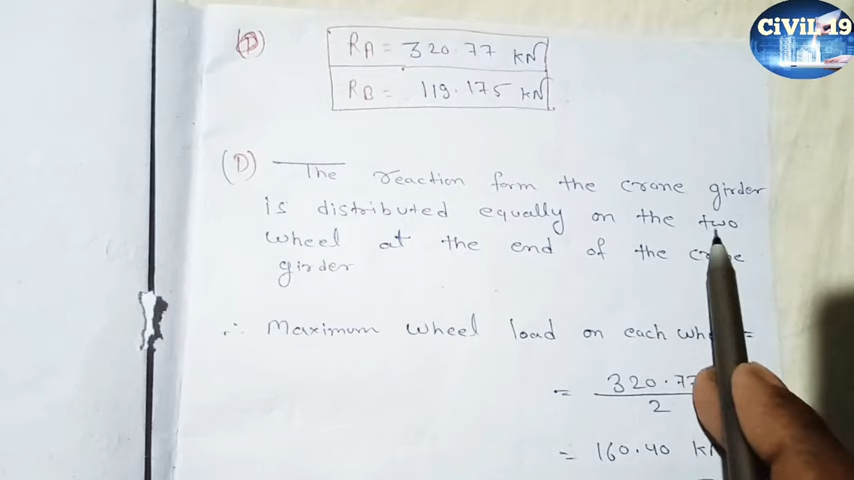 CiViL 19
(D)
RA = 320.77 kN
RB = 119.175 kN
(D) The reaction form the crane girder
is distributed equally on the two
wheel at the end of the crane
girder
∴ Maximum wheel load on each =
= 320.77
2
= 160.40